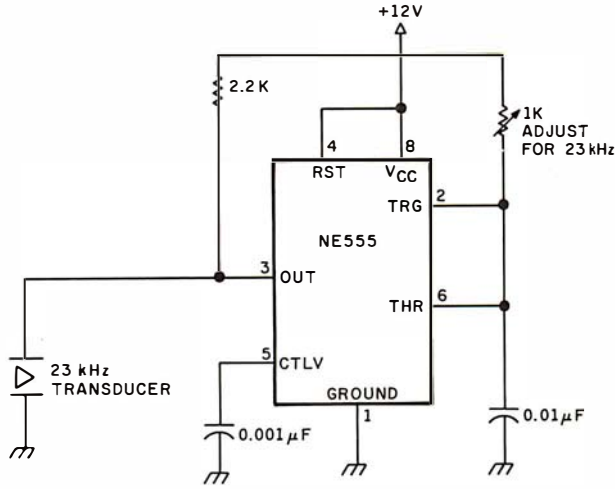 +12V
2.2K
1K
ADJUST
FOR 23 kHz
4
8
RST
VCC
2
TRG
NE555
3
OUT
6
THR
5
CTLV
23 kHz
TRANSDUCER
GROUND
1
0.001µF
0.01µF